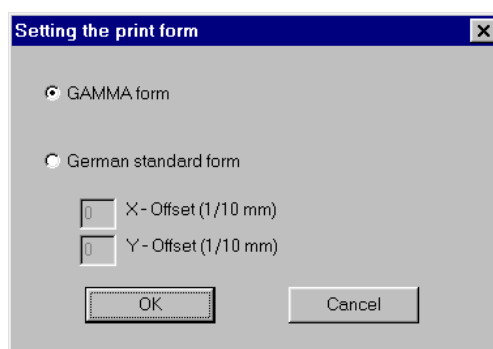 Setting the print form
GAMMA form
German standard form
0 X - Offset (1/10 mm)
0 Y - Offset (1/10 mm)
OK Cancel